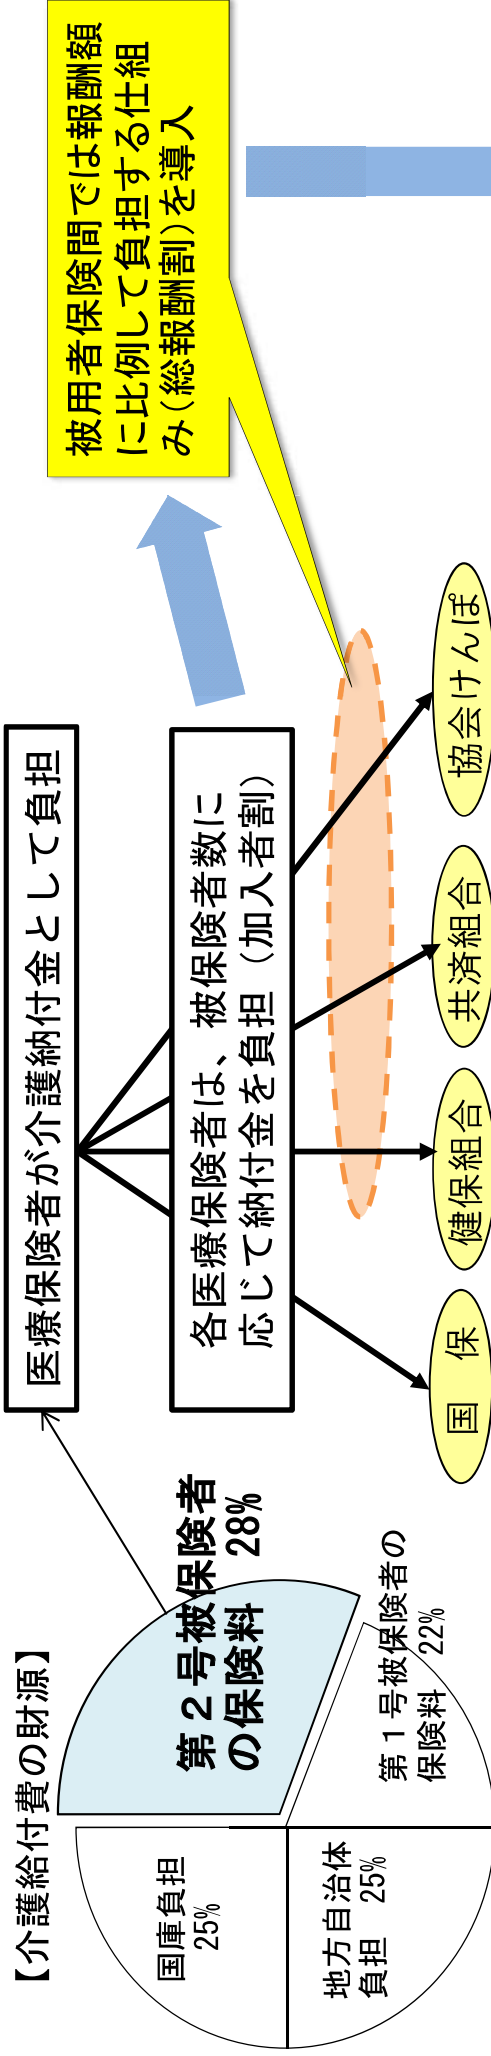 【介護給付費の財源】
国庫負担
25%
地方自治体
負担 25%
第２号被保険者
の保険料 28%
第１号被保険者の
保険料 22%
医療保険者が介護納付金として負担
各医療保険者は、被保険者数に
応じて納付金を負担（加入者割）
国 保
健保組合
共済組合
協会けんぽ
被用者保険間では報酬額
に比例して負担する仕組
み（総報酬割）を導入